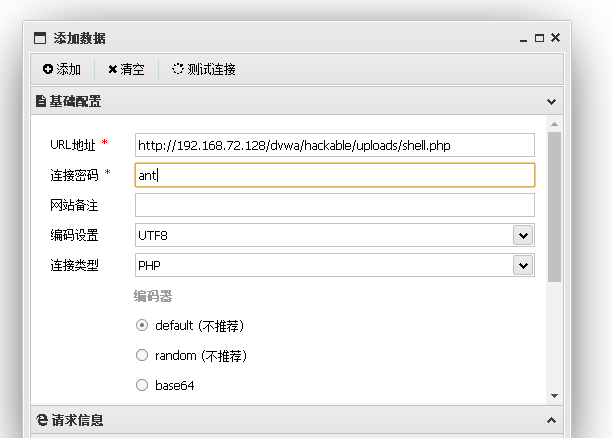 添加数据
添加 清空 测试连接
基础配置
URL地址 * http://192.168.72.128/dvwa/hackable/uploads/shell.php
连接密码 * ant
网站备注
编码设置 UTF8
连接类型 PHP
编码器
default (不推荐)
random (不推荐)
base64
请求信息